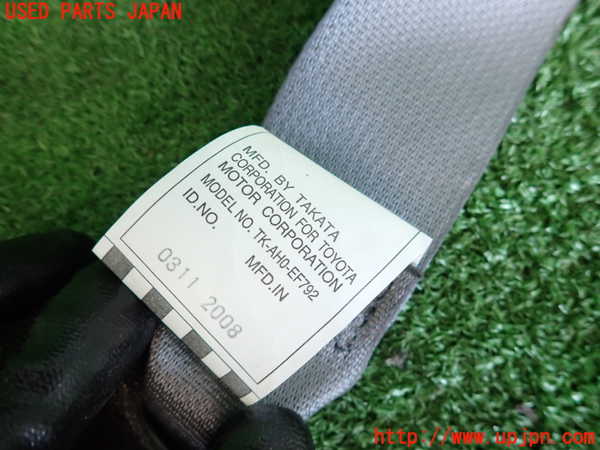 USED PARTS JAPAN
MFD. BY TAKATA
CORPORATION FOR TOYOTA
MOTOR CORPORATION
MODEL NO. TK-AH0-EF792
ID.NO. MFD.IN
0311 2008
http://www.upjpn.com/